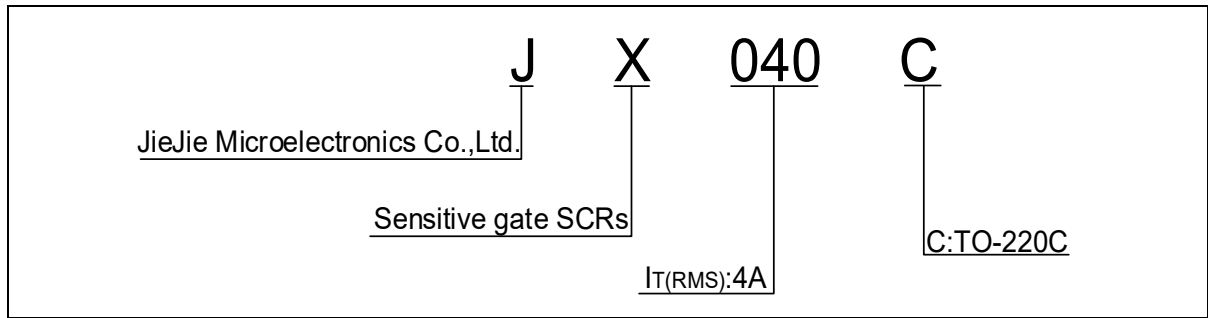 J X 040 C
JieJie Microelectronics Co.,Ltd.
Sensitive gate SCRs
C:TO-220C
IT(RMS):4A